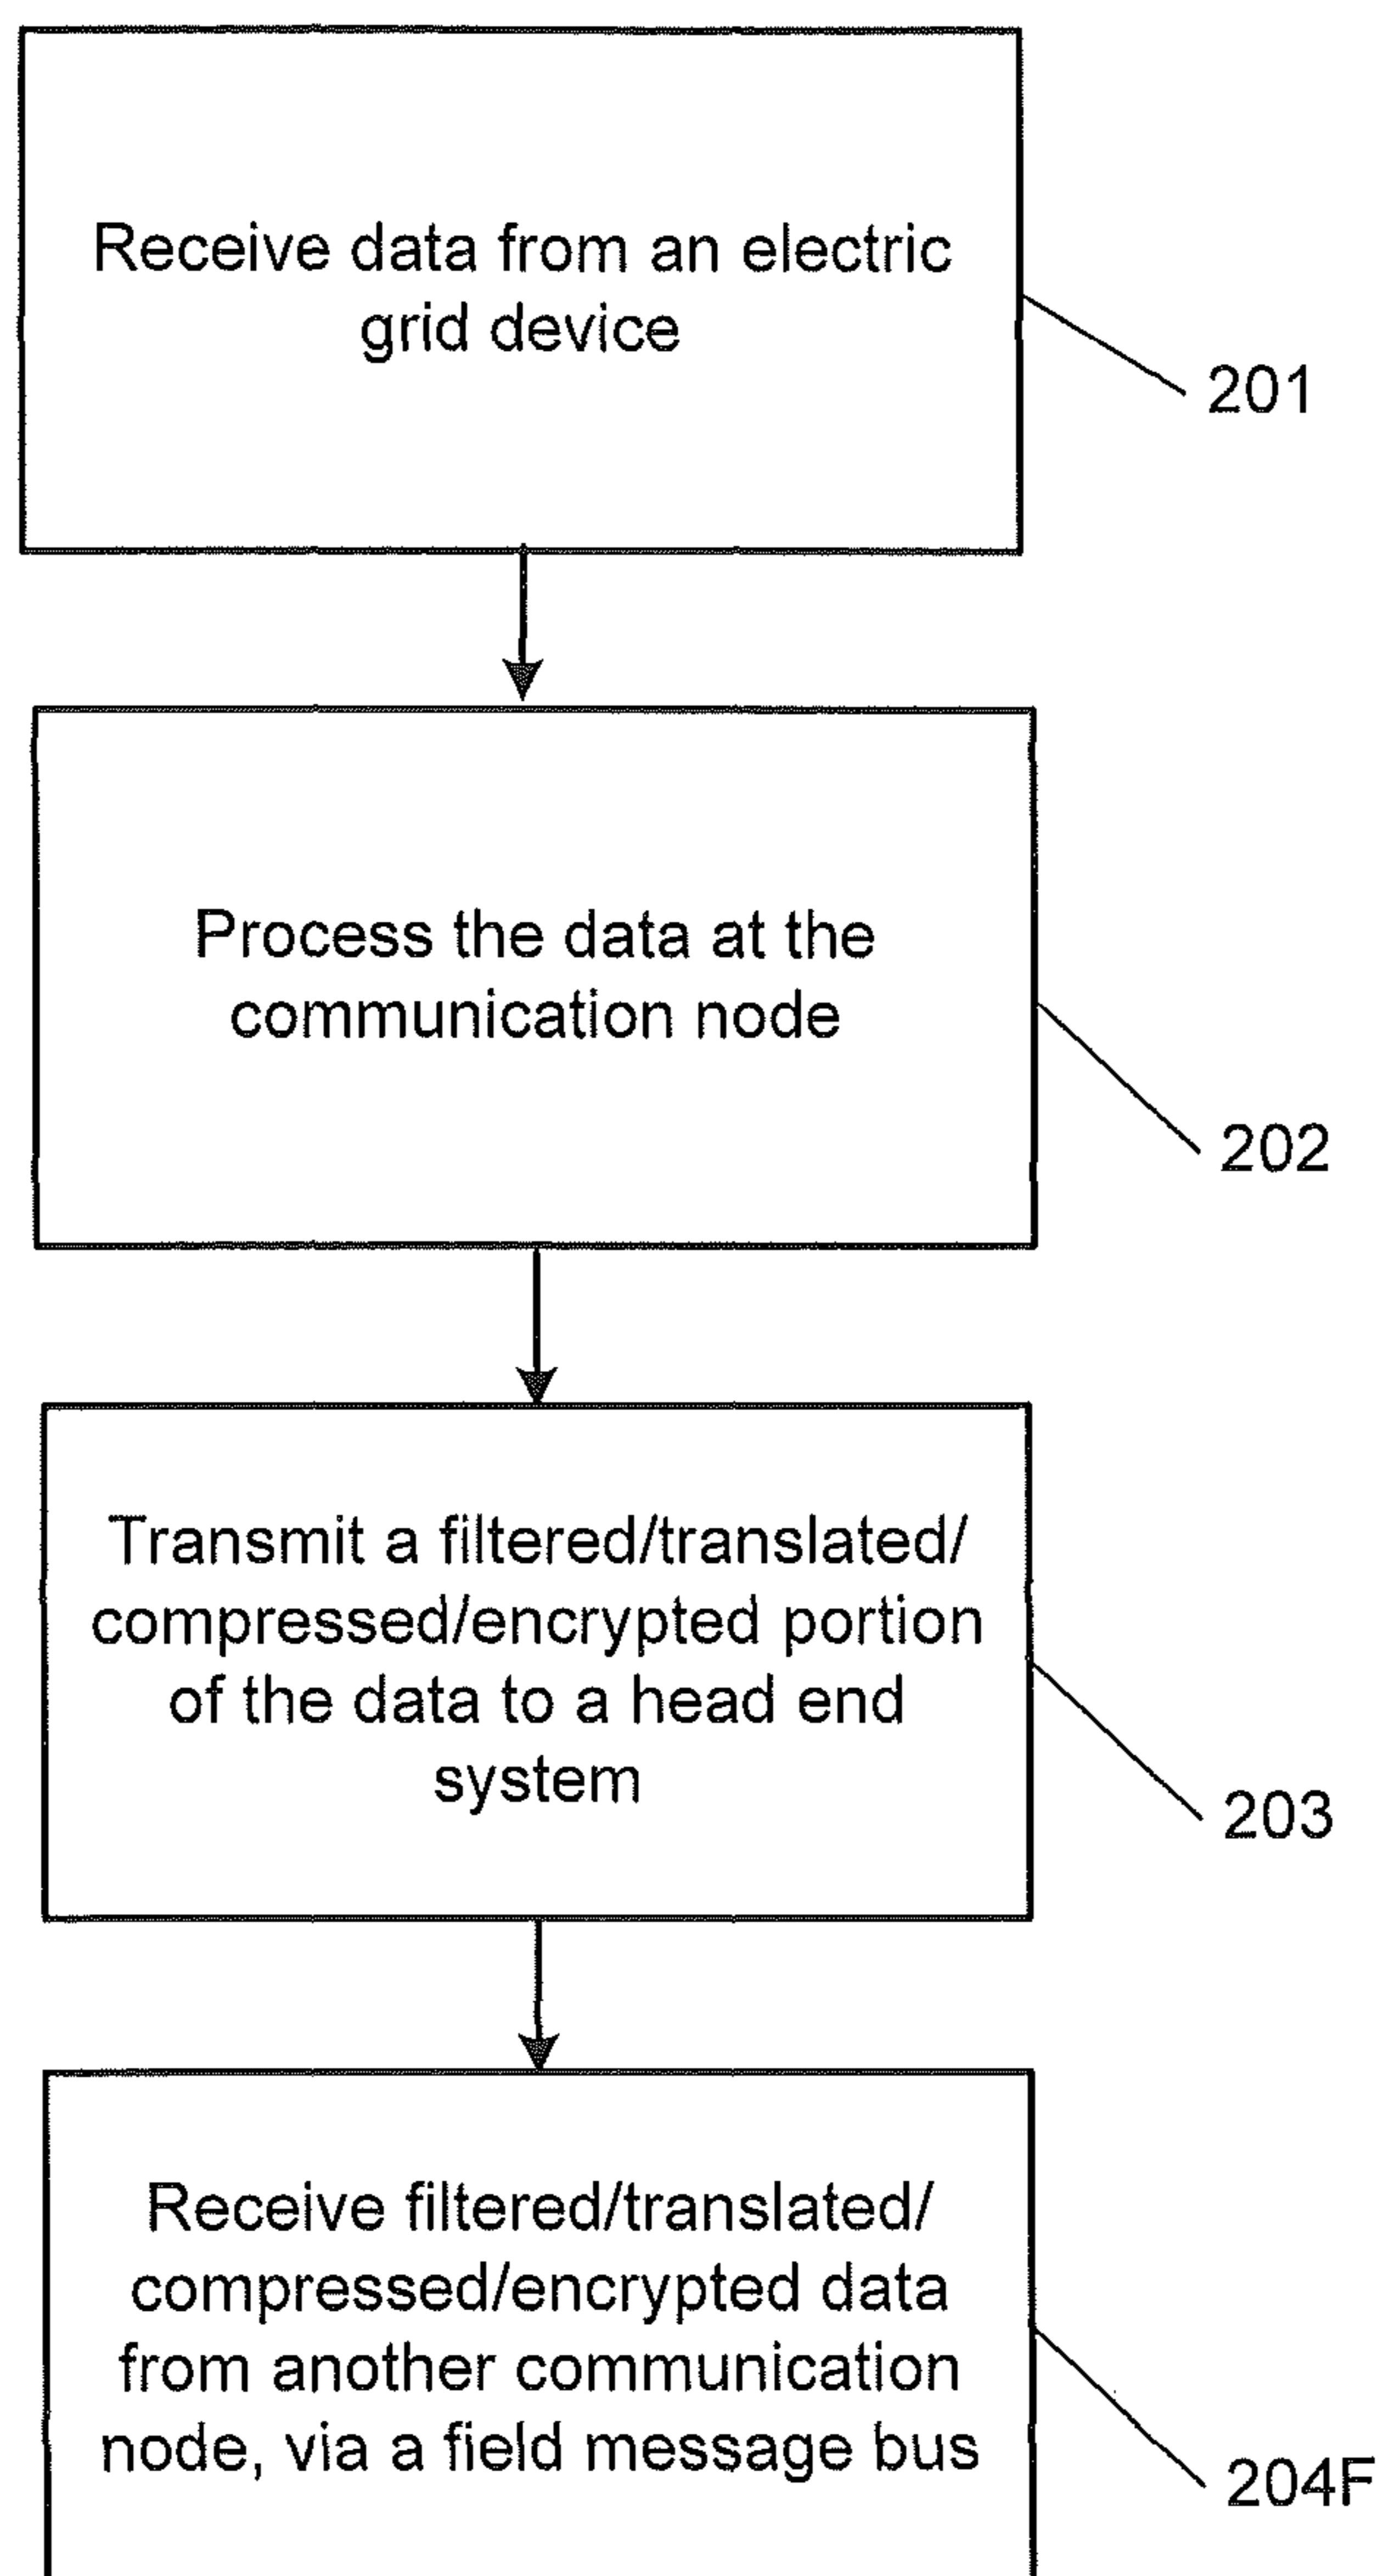 Receive data from an electric
grid device
201
Process the data at the
communication node
202
Transmit a filtered/translated/
compressed/encrypted portion
of the data to a head end
system
203
Receive filtered/translated/
compressed/encrypted data
from another communication
node, via a field message bus
204F